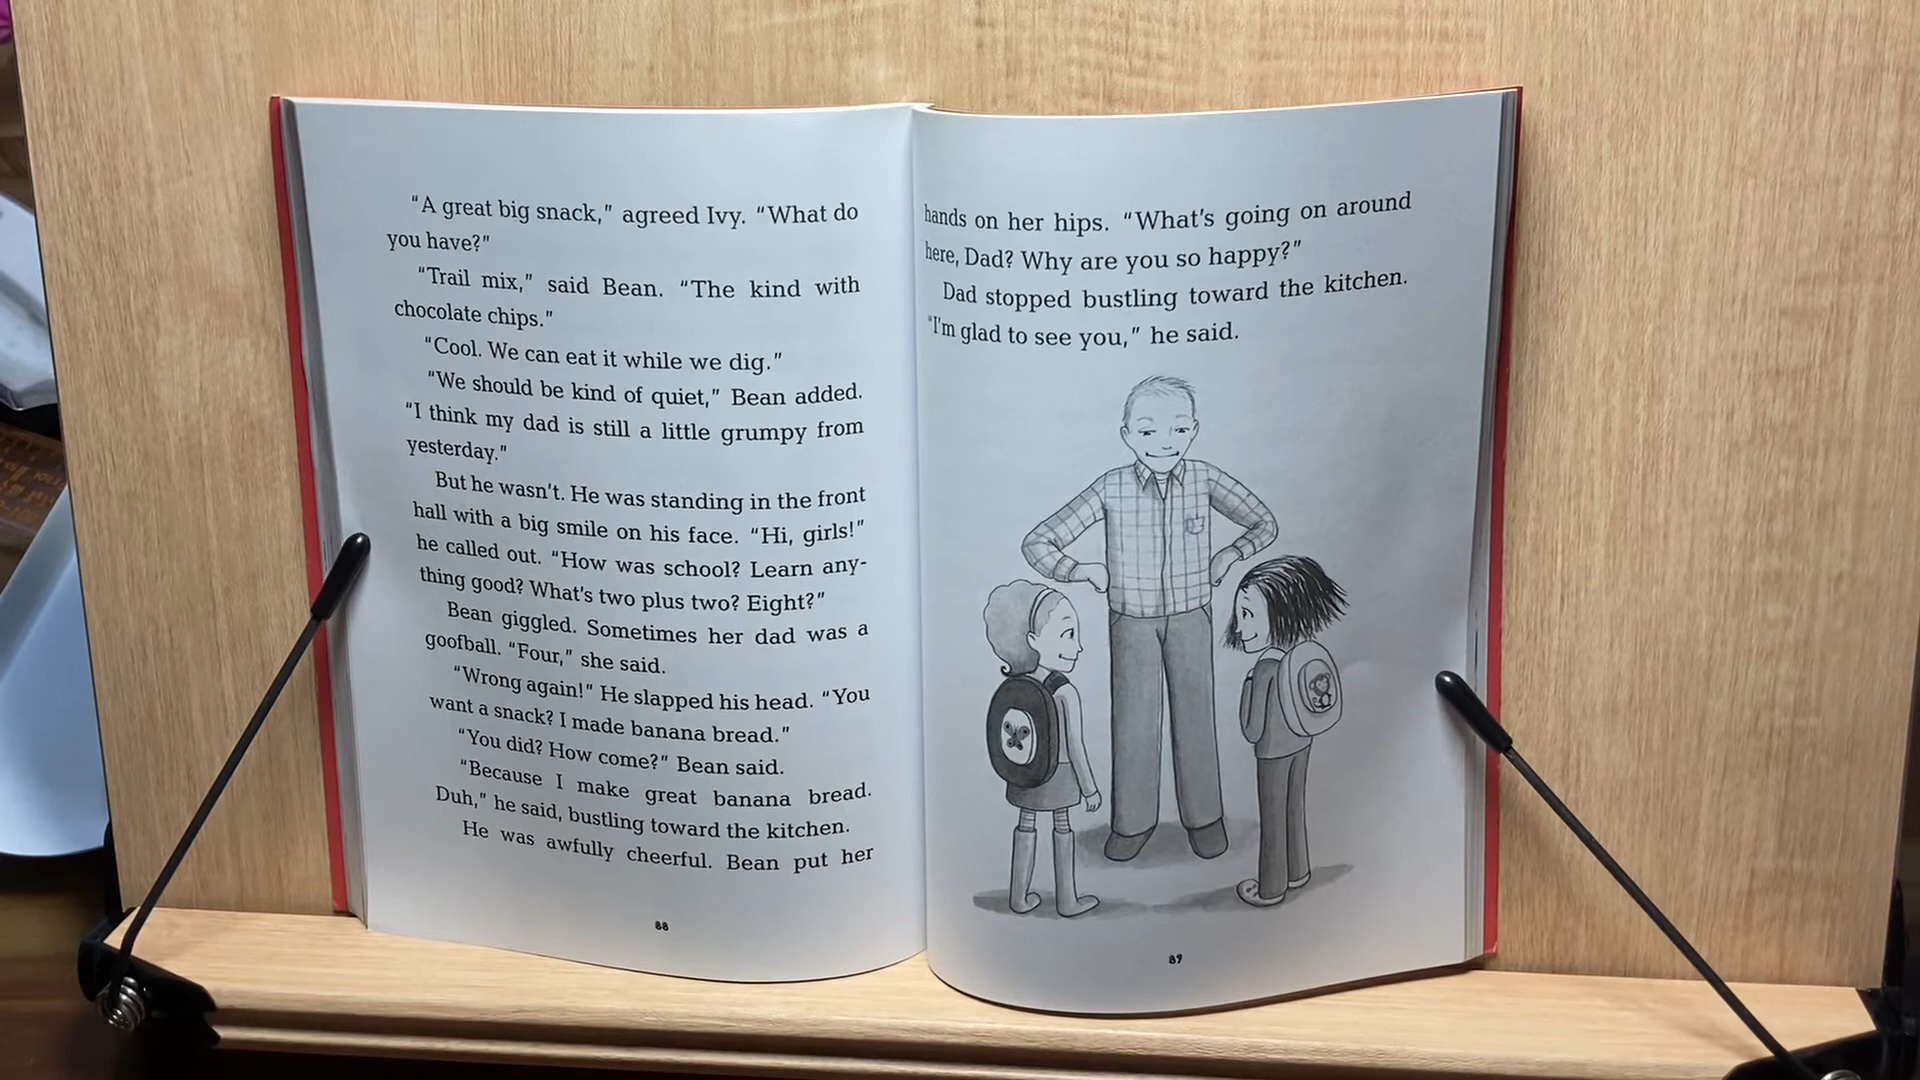 “A great big snack,” agreed Ivy. “What do
you have?”
“Trail mix,” said Bean. “The kind with
chocolate chips.”
“Cool. We can eat it while we dig.”
“We should be kind of quiet,” Bean added.
“I think my dad is still a little grumpy from
yesterday.”
But he wasn’t. He was standing in the front
hall with a big smile on his face. “Hi, girls!”
he called out. “How was school? Learn any-
thing good? What’s two plus two? Eight?”
Bean giggled. Sometimes her dad was a
goofball. “Four,” she said.
“Wrong again!” He slapped his head. “You
want a snack? I made banana bread.”
“You did? How come?” Bean said.
“Because I make great banana bread.
Duh,” he said, bustling toward the kitchen.
He was awfully cheerful. Bean put her
88
hands on her hips. “What’s going on around
here, Dad? Why are you so happy?”
Dad stopped bustling toward the kitchen.
“I’m glad to see you,” he said.
89